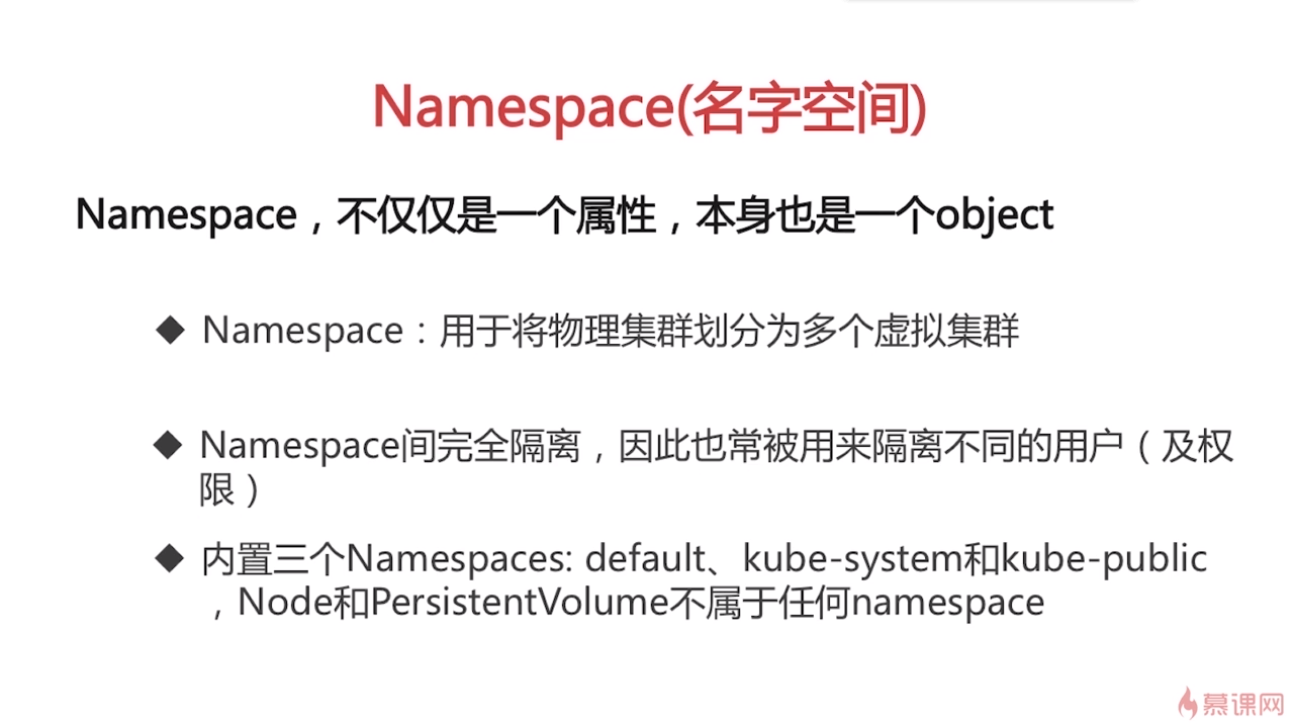 Namespace(名字空间)
Namespace，不仅仅是一个属性，本身也是一个object
◆ Namespace：用于将物理集群划分为多个虚拟集群
◆ Namespace间完全隔离，因此也常被用来隔离不同的用户（及权
限）
◆ 内置三个Namespaces: default、kube-system和kube-public
，Node和PersistentVolume不属于任何namespace
慕课网